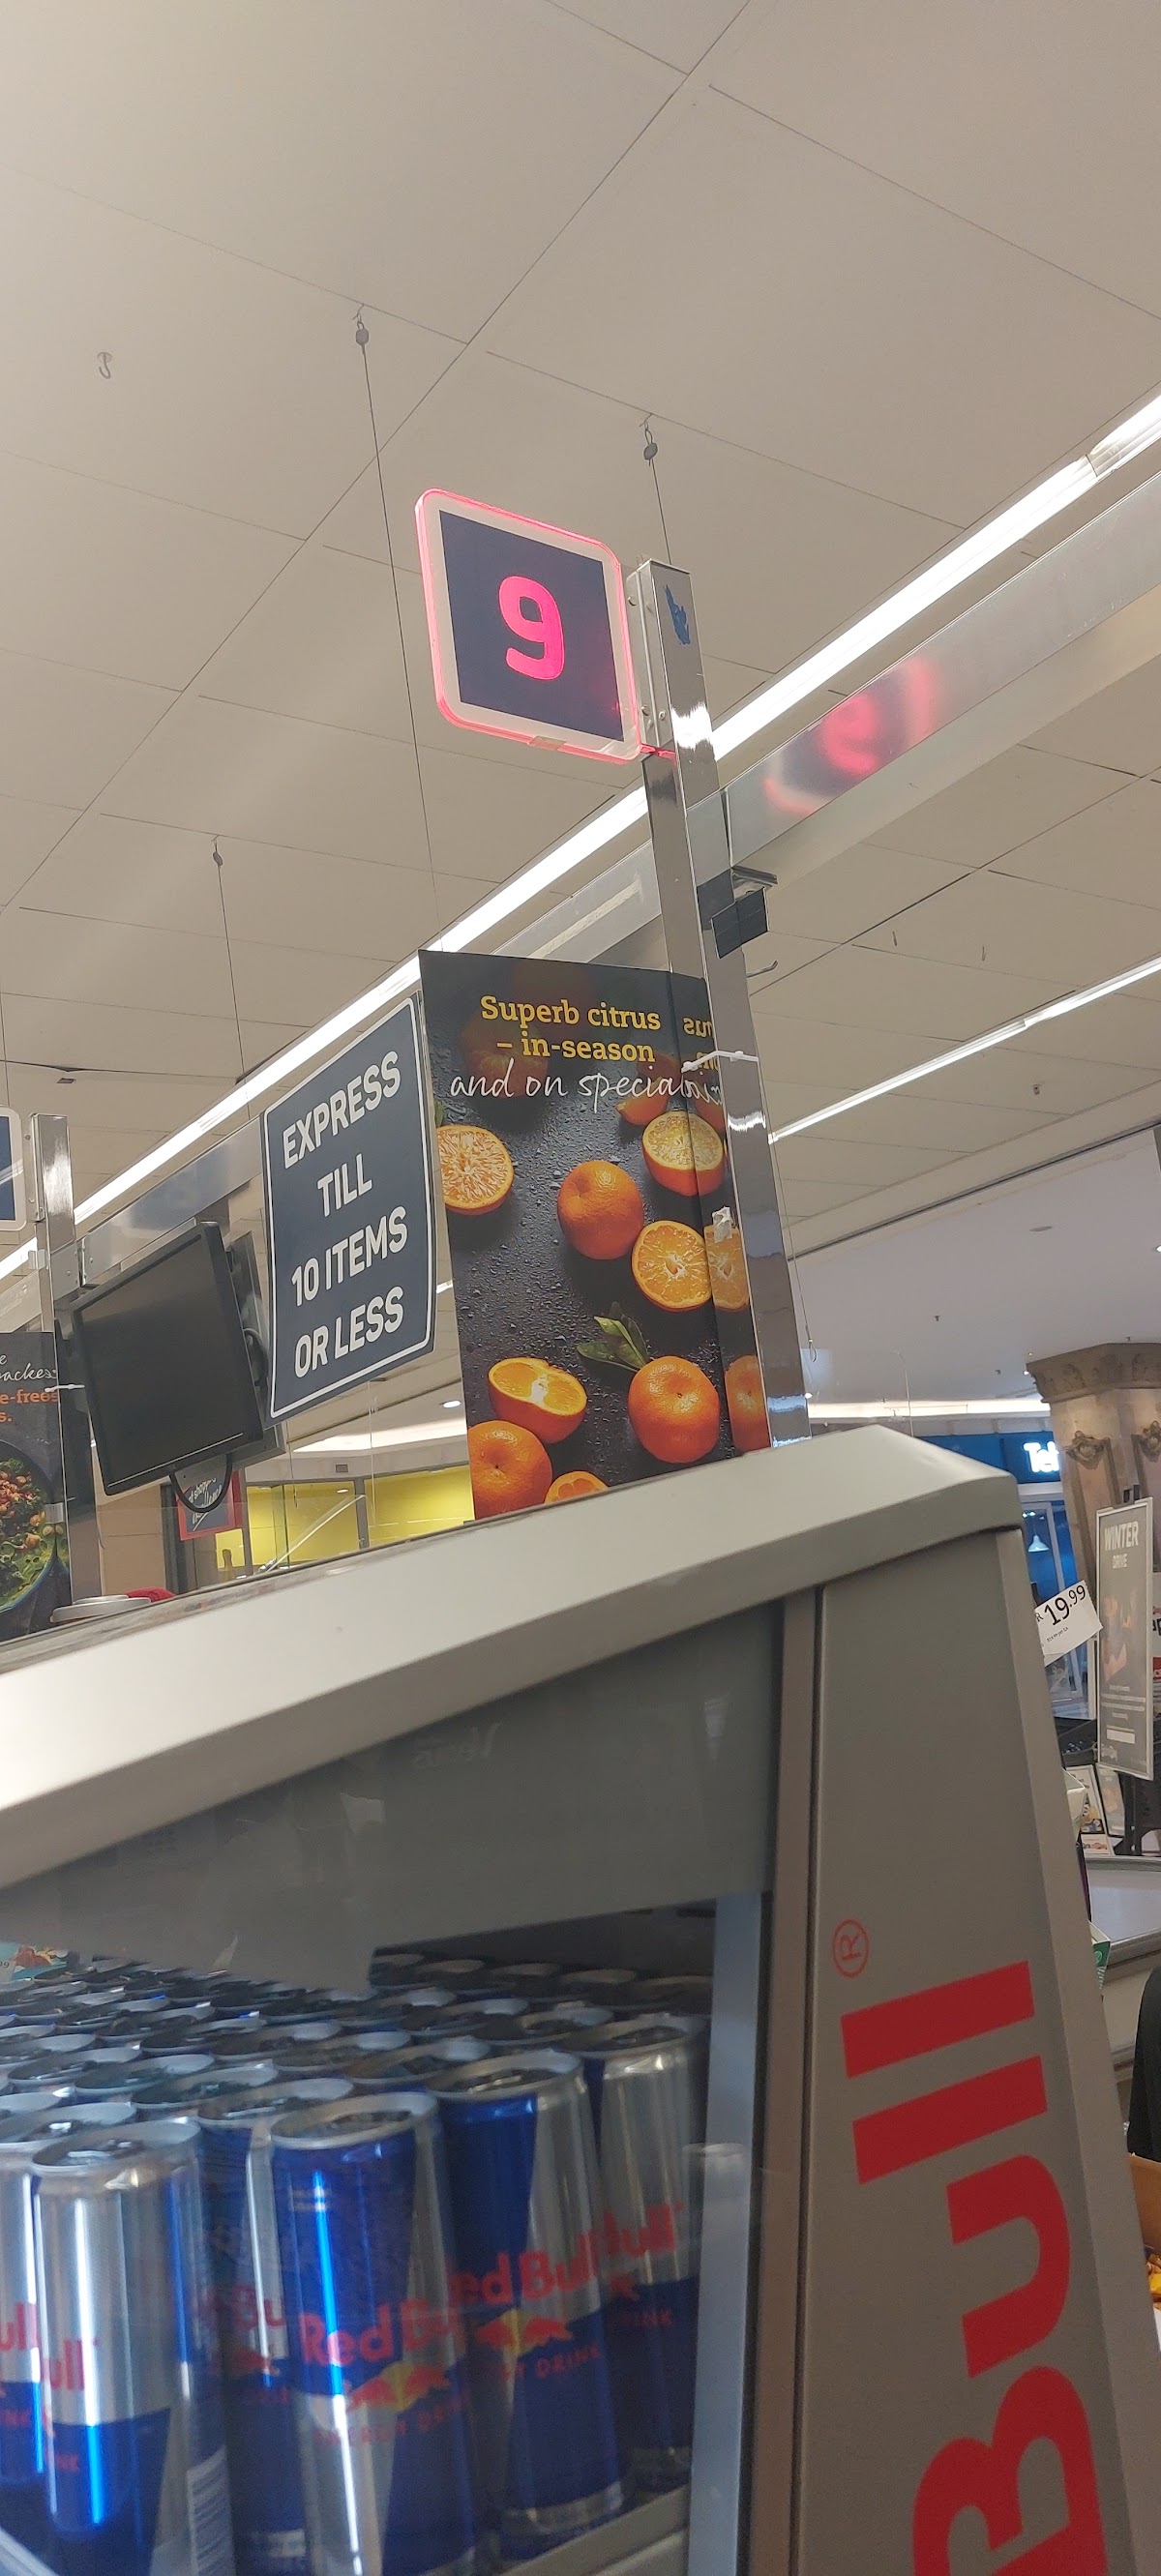 9
Superb citrus
– in-season
and on special
EXPRESS
TILL
10 ITEMS
OR LESS
WINTER
DRIVE
R 19.99
Bull®
Red Bull